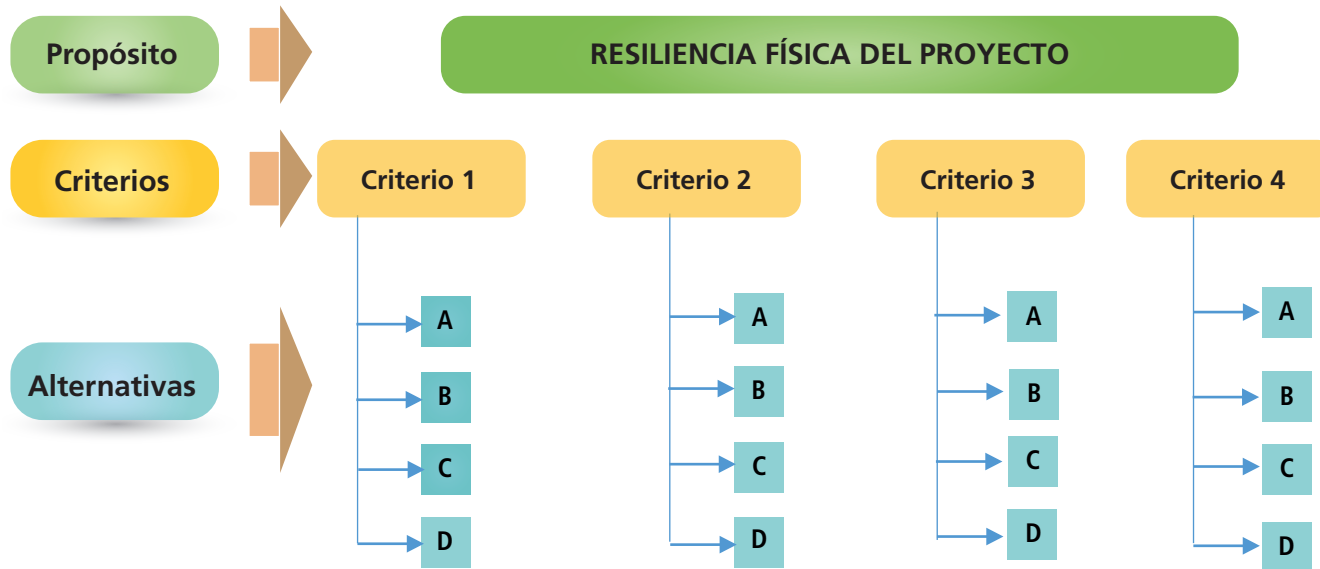 Propósito
RESILIENCIA FÍSICA DEL PROYECTO
Criterios
Criterio 1
Criterio 2
Criterio 3
Criterio 4
Alternativas
A
B
C
D
A
B
C
D
A
B
C
D
A
B
C
D